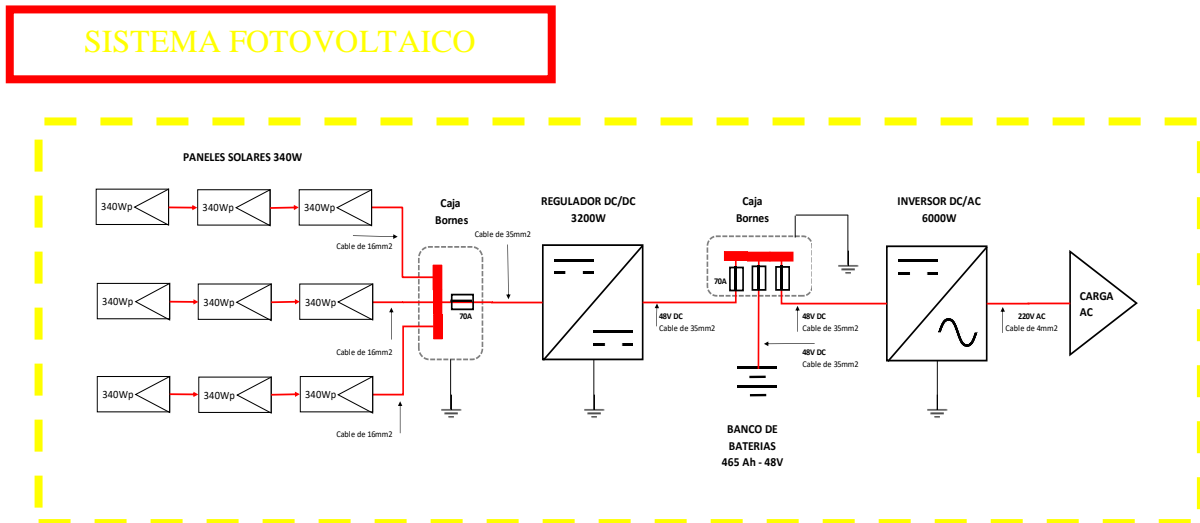 SISTEMA FOTOVOLTAICO
PANELES SOLARES 340W
340Wp
340Wp
340Wp
Cable de 16mm2
340Wp
340Wp
340Wp
Cable de 16mm2
340Wp
340Wp
340Wp
Cable de 16mm2
Caja
Bornes
70A
Cable de 35mm2
REGULADOR DC/DC
3200W
48V DC
Cable de 35mm2
Caja
Bornes
70A
48V DC
Cable de 35mm2
48V DC
Cable de 35mm2
BANCO DE
BATERIAS
465 Ah - 48V
INVERSOR DC/AC
6000W
220V AC
Cable de 4mm2
CARGA
AC